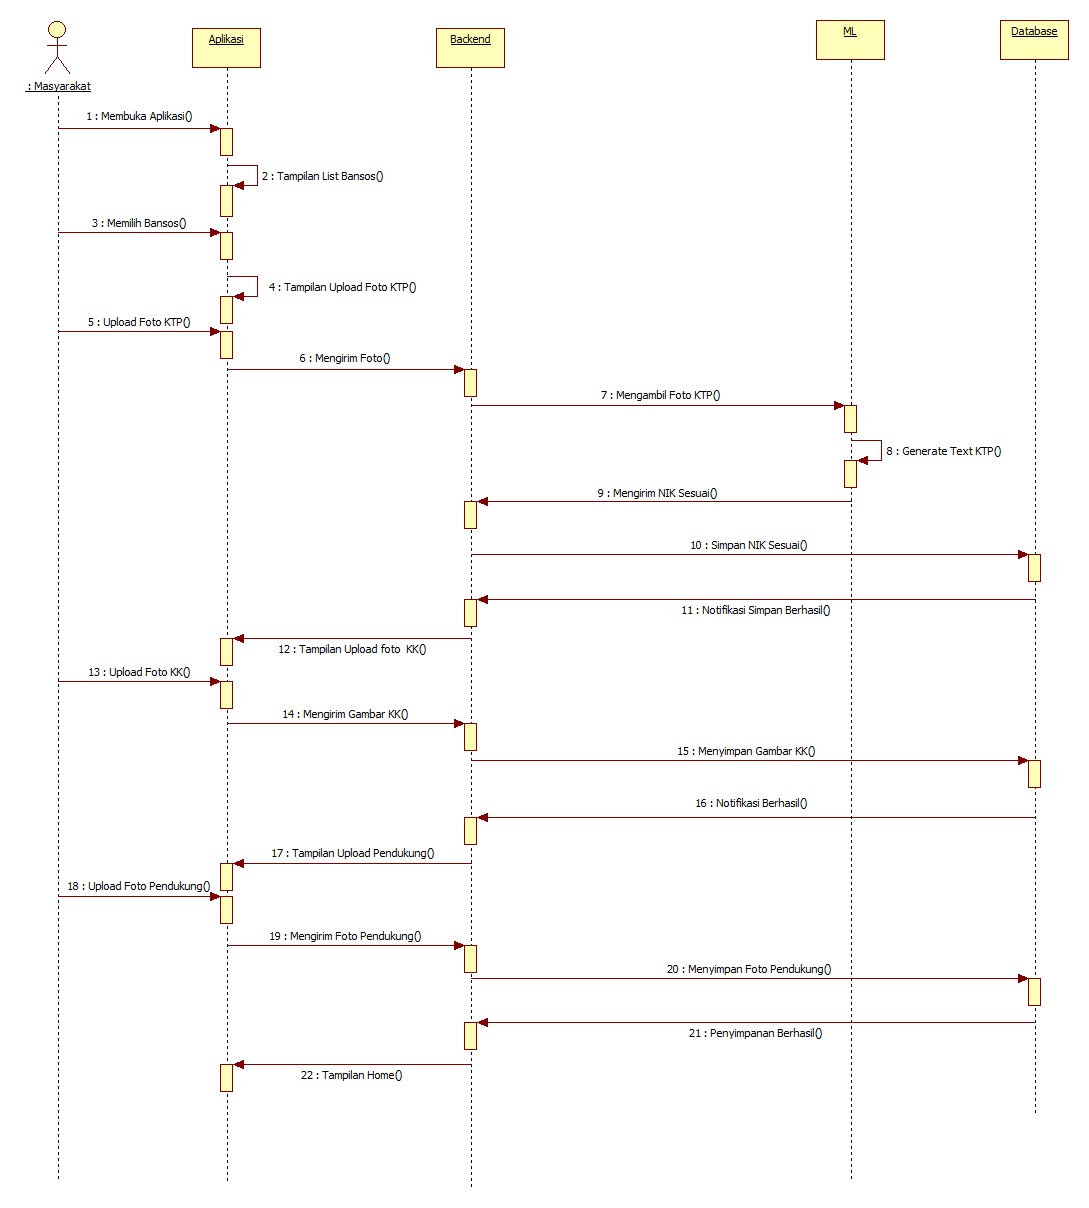 Aplikasi
Backend
ML
Database
: Masyarakat
1 : Membuka Aplikasi()
2 : Tampilan List Bansos()
3 : Memilih Bansos()
4 : Tampilan Upload Foto KTP()
5 : Upload Foto KTP()
6 : Mengirim Foto()
7 : Mengambil Foto KTP()
8 : Generate Text KTP()
9 : Mengirim NIK Sesuai()
10 : Simpan NIK Sesuai()
11 : Notifikasi Simpan Berhasil()
12 : Tampilan Upload foto  KK()
13 : Upload Foto KK()
14 : Mengirim Gambar KK()
15 : Menyimpan Gambar KK()
16 : Notifikasi Berhasil()
17 : Tampilan Upload Pendukung()
18 : Upload Foto Pendukung()
19 : Mengirim Foto Pendukung()
20 : Menyimpan Foto Pendukung()
21 : Penyimpanan Berhasil()
22 : Tampilan Home()